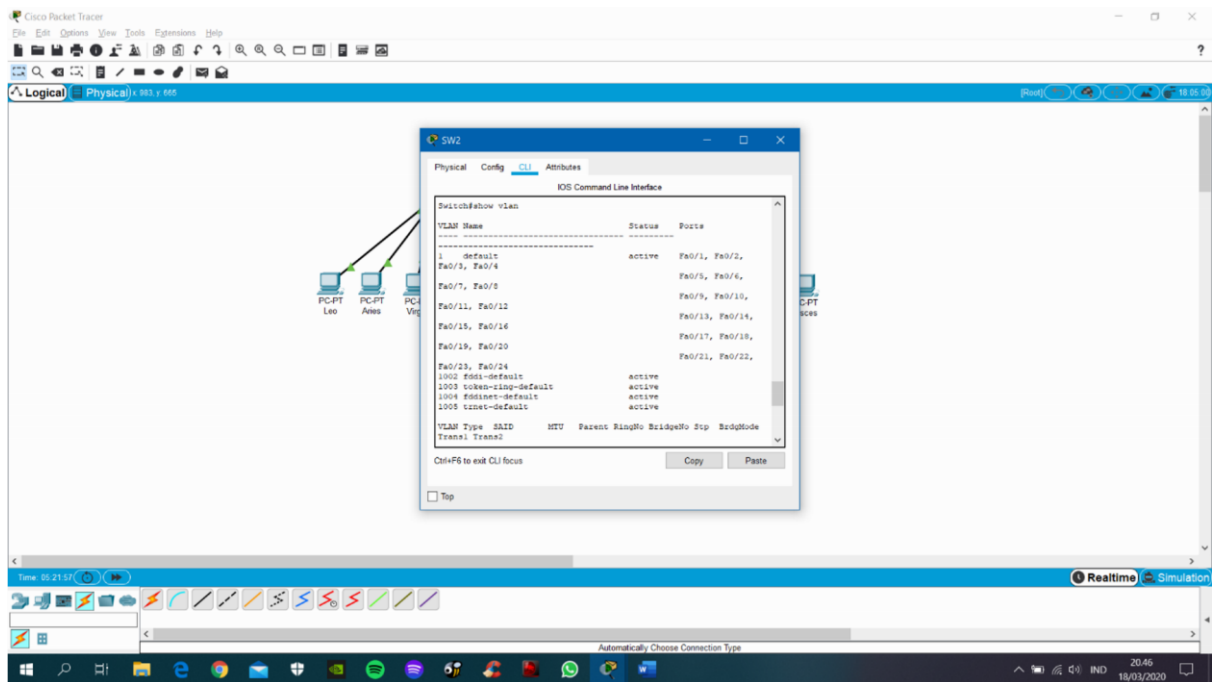 Cisco Packet Tracer
File Edit Options View Tools Extensions Help
?
Logical Physical x: 983, y: 665 [Root] 18:05:00
SW2
Physical Config CLI Attributes
IOS Command Line Interface
Switch#show vlan
VLAN Name Status Ports
---- -------------------------------- --------- -------------------------------
1 default active Fa0/1, Fa0/2,
Fa0/3, Fa0/4
Fa0/5, Fa0/6,
Fa0/7, Fa0/8
Fa0/9, Fa0/10,
Fa0/11, Fa0/12
Fa0/13, Fa0/14,
Fa0/15, Fa0/16
Fa0/17, Fa0/18,
Fa0/19, Fa0/20
Fa0/21, Fa0/22,
Fa0/23, Fa0/24
1002 fddi-default active
1003 token-ring-default active
1004 fddinet-default active
1005 trnet-default active
VLAN Type SAID MTU Parent RingNo BridgeNo Stp BrdgMode
Trans1 Trans2
Ctrl+F6 to exit CLI focus Copy Paste
Top
PC-PT
Leo
PC-PT
Aries
PC-
Virg
C-PT
sces
Time: 05:21:57 Realtime Simulation
Automatically Choose Connection Type
IND
20.46
18/03/2020